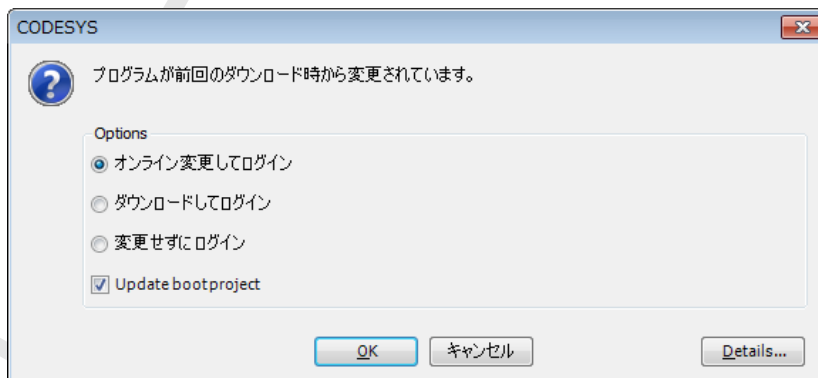 CODESYS
プログラムが前回のダウンロード時から変更されています。
Options
オンライン変更してログイン
ダウンロードしてログイン
変更せずにログイン
Update bootproject
OK キャンセル Details...